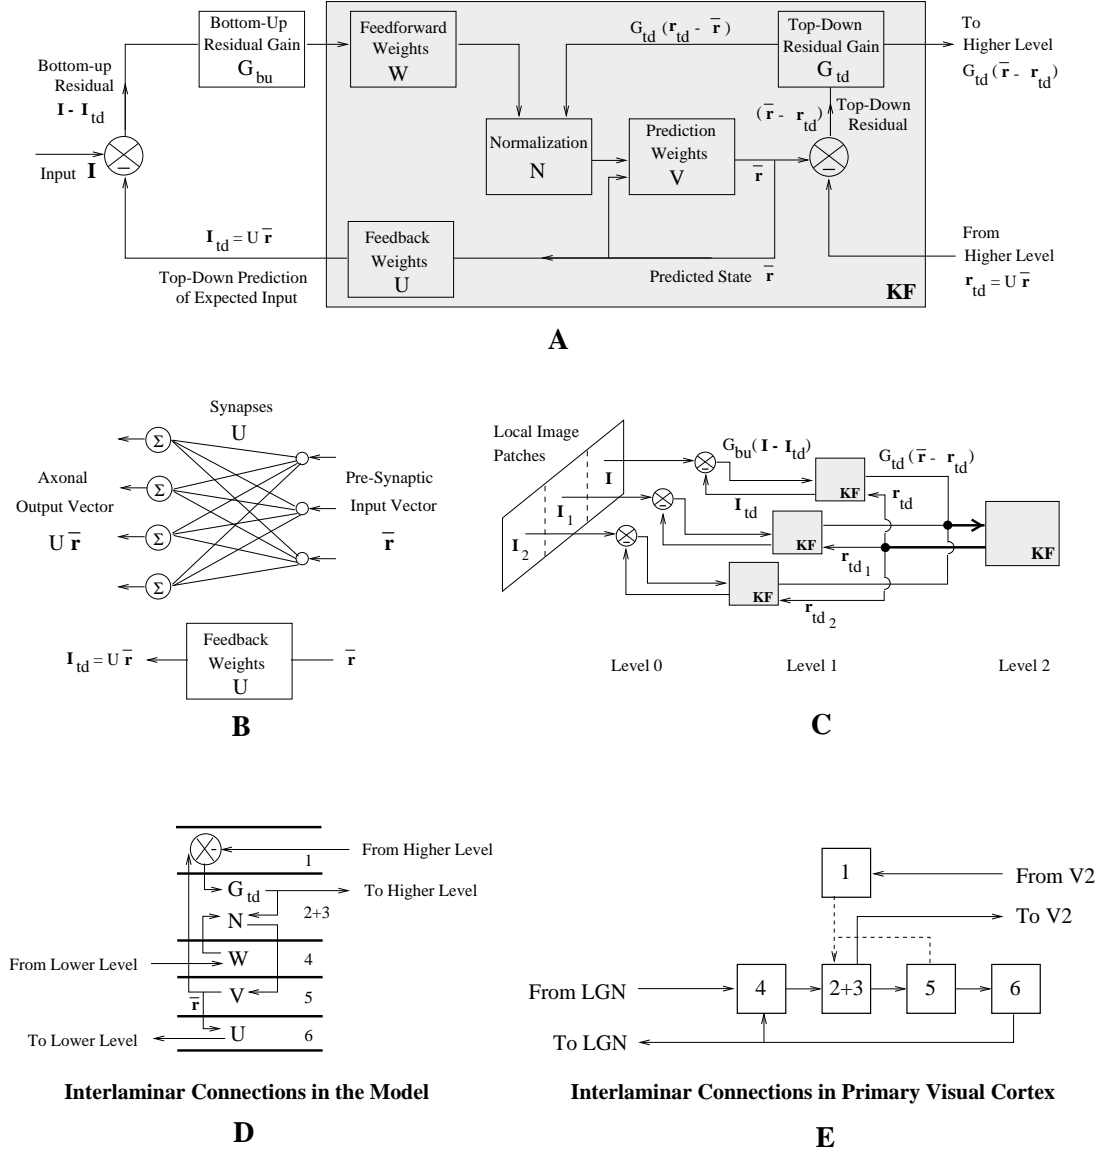 Bottom-Up
Residual Gain
G_bu
Feedforward
Weights
W
G_td (r_td - r̅)
Top-Down
Residual Gain
G_td
To
Higher Level
G_td (r̅ - r_td)
Bottom-up
Residual
I - I_td
Input I
−
Normalization
N
Prediction
Weights
V
r̅
(r̅ - r_td)
Top-Down
Residual
−
I_td = U r̅
Top-Down Prediction
of Expected Input
Feedback
Weights
U
Predicted State r̅
From
Higher Level
r_td = U r̅
KF
A
Synapses
U
Σ
Σ
Σ
Σ
Axonal
Output Vector
U r̅
Pre-Synaptic
Input Vector
r̅
I_td = U r̅
Feedback
Weights
U
r̅
B
Local Image
Patches
I
I_1
I_2
−
−
−
G_bu (I - I_td)
I_td
KF
KF
KF
G_td (r̅ - r_td)
r_td
r_td_1
r_td_2
KF
Level 0
Level 1
Level 2
C
-
From Higher Level
1
G_td
To Higher Level
N
2+3
From Lower Level
W
4
r̅
V
5
To Lower Level
U
6
Interlaminar Connections in the Model
D
1
From V2
To V2
From LGN
4
2+3
5
6
To LGN
Interlaminar Connections in Primary Visual Cortex
E